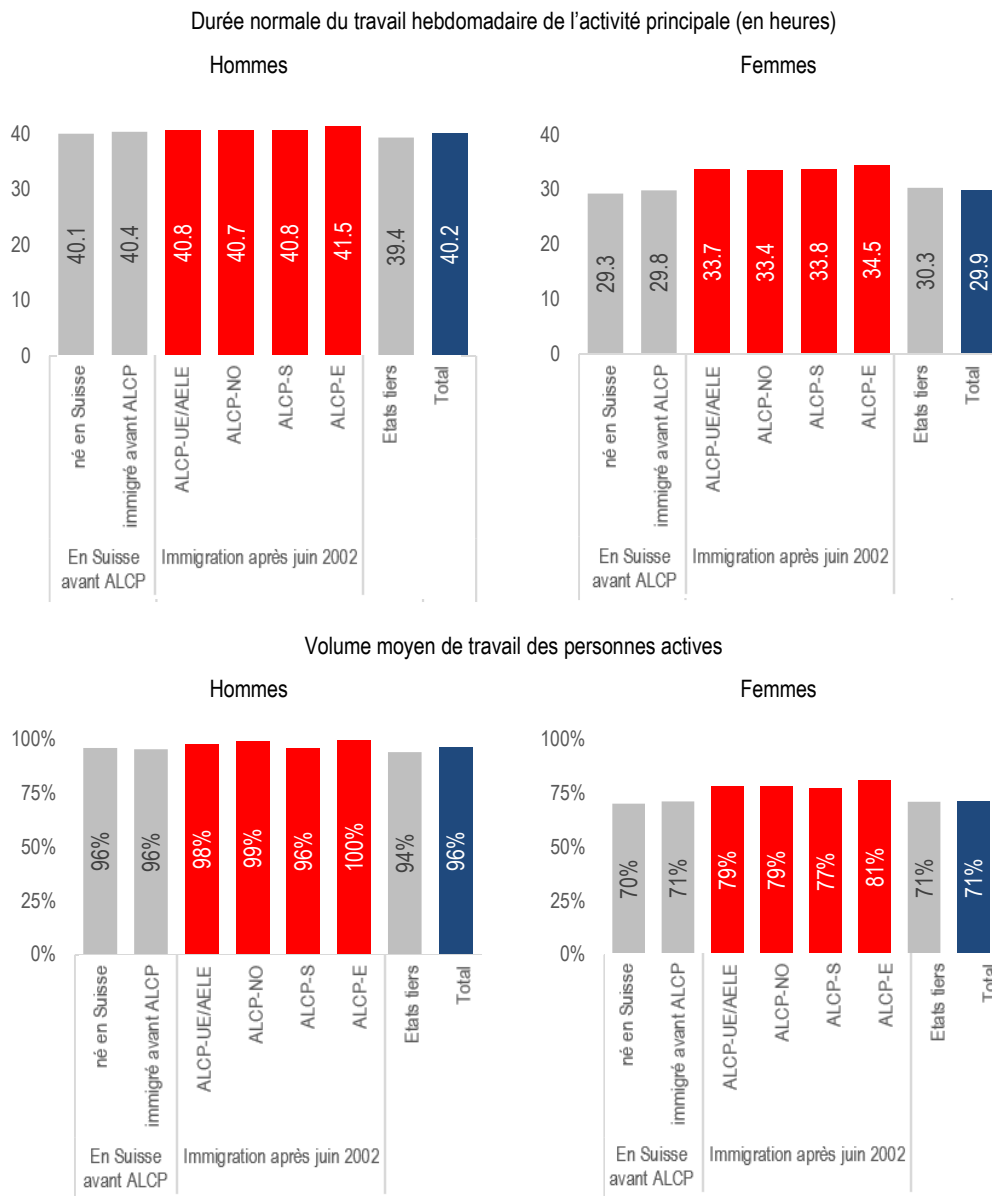 Durée normale du travail hebdomadaire de l'activité principale (en heures)
Hommes
40
30
20
10
0
40.1
40.4
40.8
40.7
40.8
41.5
39.4
40.2
né en Suisse
immigré avant ALCP
ALCP-UE/AELE
ALCP-NO
ALCP-S
ALCP-E
Etats tiers
Total
En Suisse
avant ALCP
Immigration après juin 2002
Femmes
40
30
20
10
0
29.3
29.8
33.7
33.4
33.8
34.5
30.3
29.9
né en Suisse
immigré avant ALCP
ALCP-UE/AELE
ALCP-NO
ALCP-S
ALCP-E
Etats tiers
Total
En Suisse
avant ALCP
Immigration après juin 2002
Volume moyen de travail des personnes actives
Hommes
100%
75%
50%
25%
0%
96%
96%
98%
99%
96%
100%
94%
96%
né en Suisse
immigré avant ALCP
ALCP-UE/AELE
ALCP-NO
ALCP-S
ALCP-E
Etats tiers
Total
En Suisse
avant ALCP
Immigration après juin 2002
Femmes
100%
75%
50%
25%
0%
70%
71%
79%
79%
77%
81%
71%
71%
né en Suisse
immigré avant ALCP
ALCP-UE/AELE
ALCP-NO
ALCP-S
ALCP-E
Etats tiers
Total
En Suisse
avant ALCP
Immigration après juin 2002